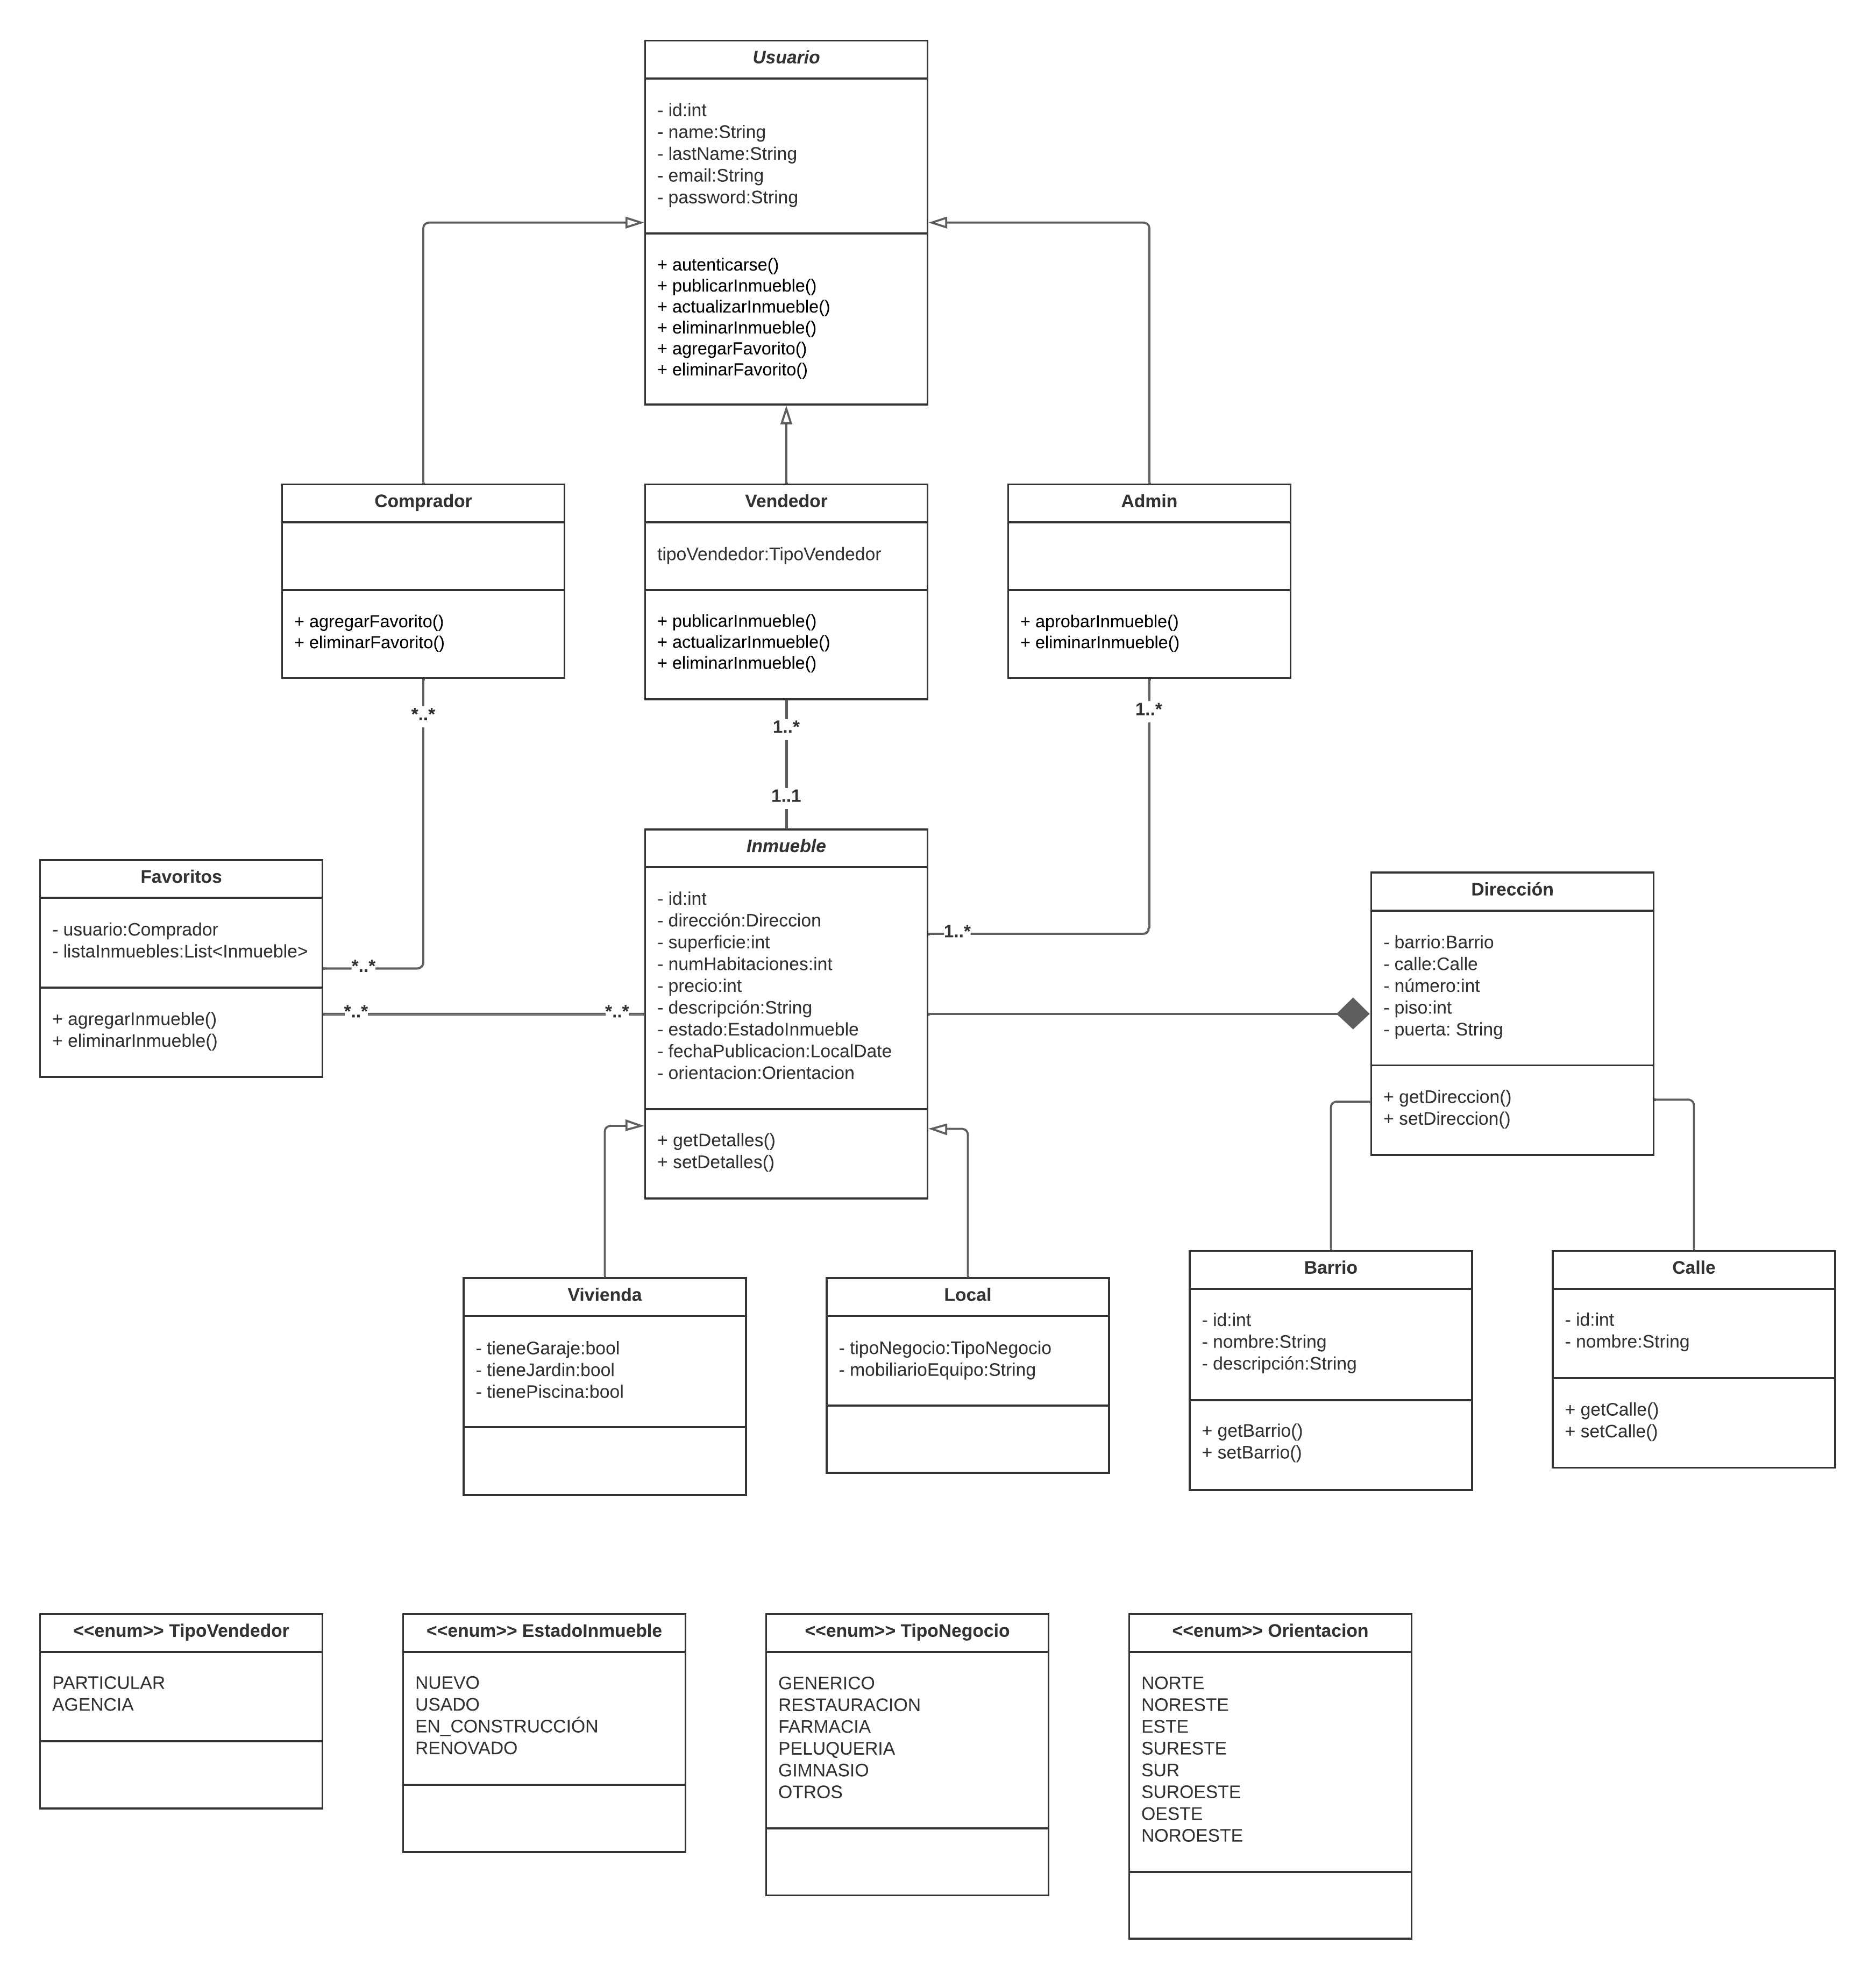 Usuario
- id:int
- name:String
- lastName:String
- email:String
- password:String
+ autenticarse()
+ publicarInmueble()
+ actualizarInmueble()
+ eliminarInmueble()
+ agregarFavorito()
+ eliminarFavorito()
Comprador
+ agregarFavorito()
+ eliminarFavorito()
Vendedor
tipoVendedor:TipoVendedor
+ publicarInmueble()
+ actualizarInmueble()
+ eliminarInmueble()
Admin
+ aprobarInmueble()
+ eliminarInmueble()
*..*
1..*
1..*
1..1
Favoritos
- usuario:Comprador
- listaInmuebles:List<Inmueble>
+ agregarInmueble()
+ eliminarInmueble()
*..*
*..*
*..*
Inmueble
- id:int
- dirección:Direccion
- superficie:int
- numHabitaciones:int
- precio:int
- descripción:String
- estado:EstadoInmueble
- fechaPublicacion:LocalDate
- orientacion:Orientacion
+ getDetalles()
+ setDetalles()
1..*
Dirección
- barrio:Barrio
- calle:Calle
- número:int
- piso:int
- puerta: String
+ getDireccion()
+ setDireccion()
Vivienda
- tieneGaraje:bool
- tieneJardin:bool
- tienePiscina:bool
Local
- tipoNegocio:TipoNegocio
- mobiliarioEquipo:String
Barrio
- id:int
- nombre:String
- descripción:String
+ getBarrio()
+ setBarrio()
Calle
- id:int
- nombre:String
+ getCalle()
+ setCalle()
<<enum>> TipoVendedor
PARTICULAR
AGENCIA
<<enum>> EstadoInmueble
NUEVO
USADO
EN_CONSTRUCCIÓN
RENOVADO
<<enum>> TipoNegocio
GENERICO
RESTAURACION
FARMACIA
PELUQUERIA
GIMNASIO
OTROS
<<enum>> Orientacion
NORTE
NORESTE
ESTE
SURESTE
SUR
SUROESTE
OESTE
NOROESTE